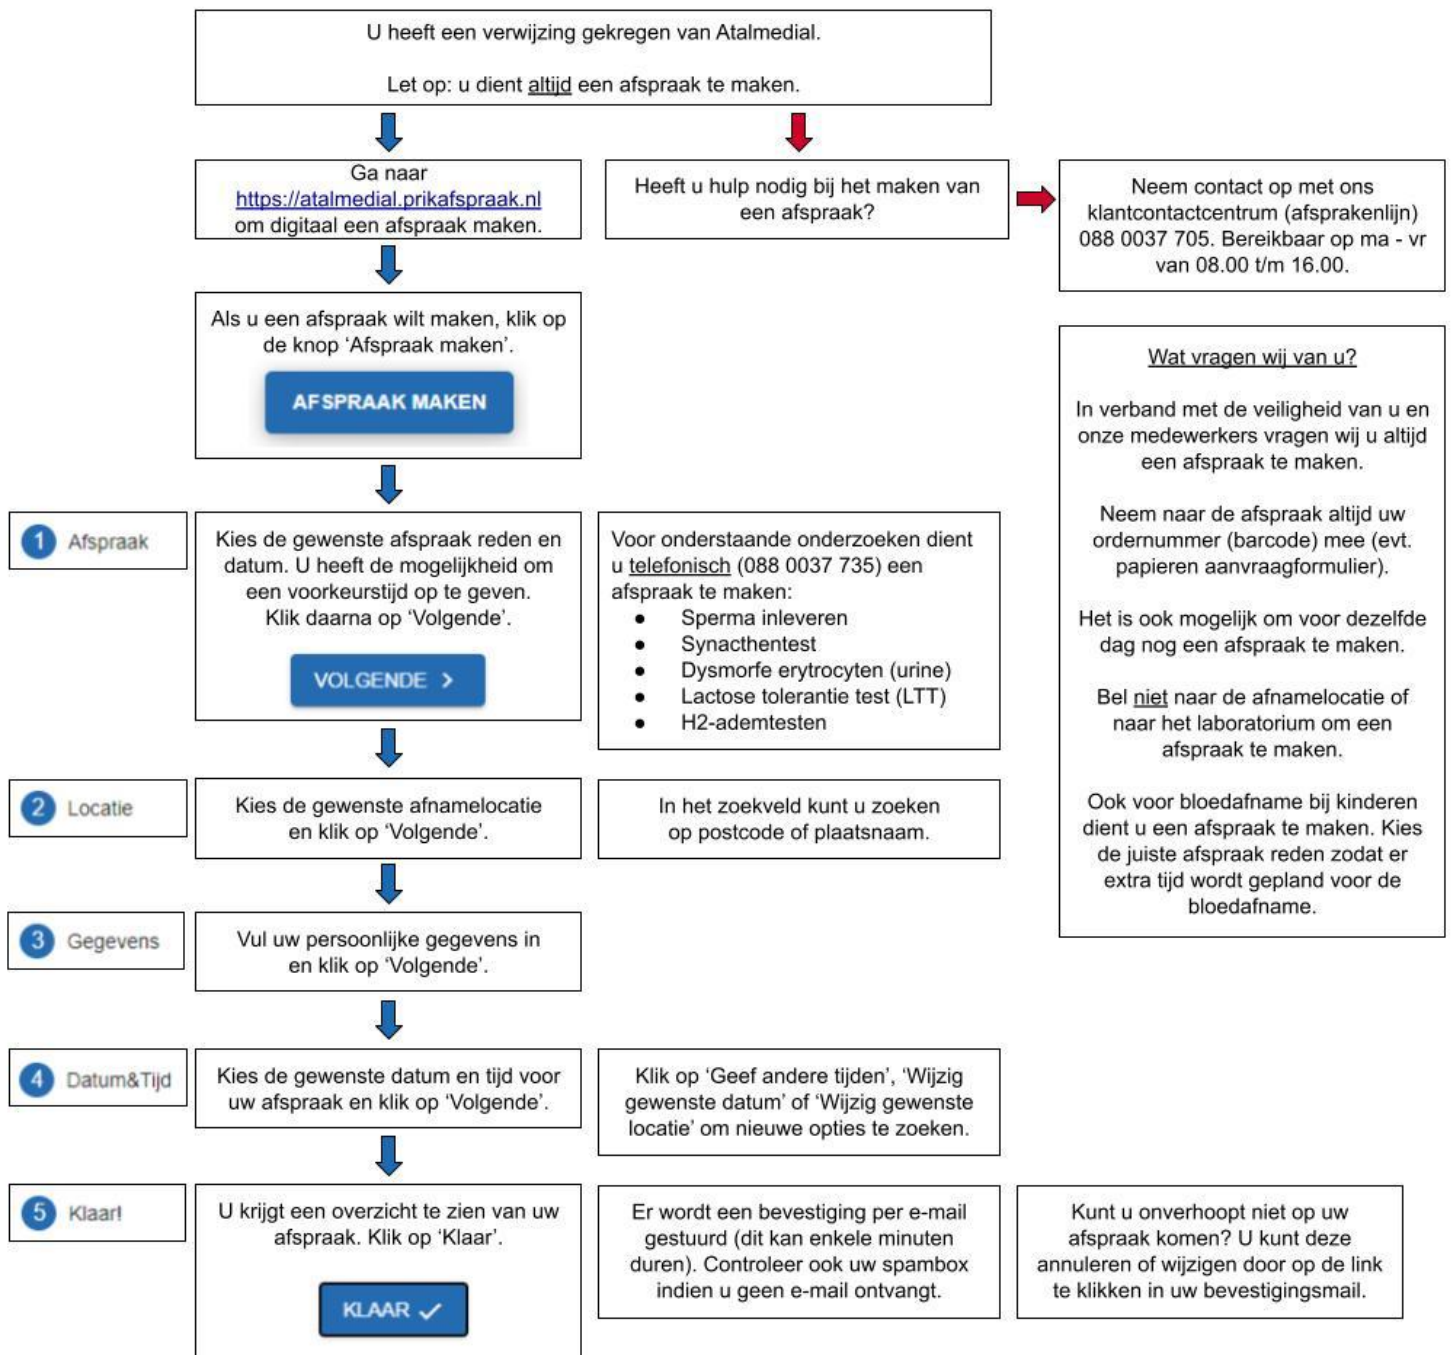 U heeft een verwijzing gekregen van Atalmedial.
Let op: u dient altijd een afspraak te maken.
Ga naar
https://atalmedial.prikafspraak.nl
om digitaal een afspraak maken.
Heeft u hulp nodig bij het maken van
een afspraak?
Neem contact op met ons
klantcontactcentrum (afsprakenlijn)
088 0037 705. Bereikbaar op ma - vr
van 08.00 t/m 16.00.
Als u een afspraak wilt maken, klik op
de knop ‘Afspraak maken’.
AFSPRAAK MAKEN
Wat vragen wij van u?
In verband met de veiligheid van u en
onze medewerkers vragen wij u altijd
een afspraak te maken.
Neem naar de afspraak altijd uw
ordernummer (barcode) mee (evt.
papieren aanvraagformulier).
Het is ook mogelijk om voor dezelfde
dag nog een afspraak te maken.
Bel niet naar de afnamelocatie of
naar het laboratorium om een
afspraak te maken.
Ook voor bloedafname bij kinderen
dient u een afspraak te maken. Kies
de juiste afspraak reden zodat er
extra tijd wordt gepland voor de
bloedafname.
1 Afspraak
Kies de gewenste afspraak reden en
datum. U heeft de mogelijkheid om
een voorkeurstijd op te geven.
Klik daarna op ‘Volgende’.
VOLGENDE >
Voor onderstaande onderzoeken dient
u telefonisch (088 0037 735) een
afspraak te maken:
● Sperma inleveren
● Synacthentest
● Dysmorfe erytrocyten (urine)
● Lactose tolerantie test (LTT)
● H2-ademtesten
2 Locatie
Kies de gewenste afnamelocatie
en klik op ‘Volgende’.
In het zoekveld kunt u zoeken
op postcode of plaatsnaam.
3 Gegevens
Vul uw persoonlijke gegevens in
en klik op ‘Volgende’.
4 Datum&Tijd
Kies de gewenste datum en tijd voor
uw afspraak en klik op ‘Volgende’.
Klik op ‘Geef andere tijden’, ‘Wijzig
gewenste datum’ of ‘Wijzig gewenste
locatie’ om nieuwe opties te zoeken.
5 Klaar!
U krijgt een overzicht te zien van uw
afspraak. Klik op ‘Klaar’.
KLAAR ✓
Er wordt een bevestiging per e-mail
gestuurd (dit kan enkele minuten
duren). Controleer ook uw spambox
indien u geen e-mail ontvangt.
Kunt u onverhoopt niet op uw
afspraak komen? U kunt deze
annuleren of wijzigen door op de link
te klikken in uw bevestigingsmail.